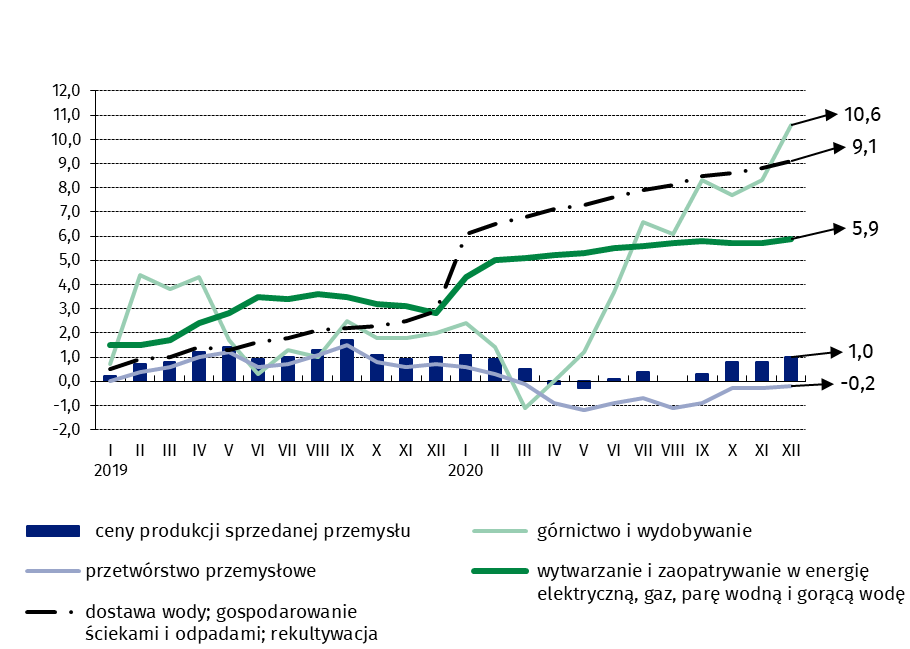 12,0
11,0
10,0
9,0
8,0
7,0
6,0
5,0
4,0
3,0
2,0
1,0
0,0
-1,0
-2,0
10,6
9,1
5,9
1,0
-0,2
I II III IV V VI VII VIII IX X XI XII I II III IV V VI VII VIII IX X XI XII
2019 2020
ceny produkcji sprzedanej przemysłu
górnictwo i wydobywanie
przetwórstwo przemysłowe
wytwarzanie i zaopatrywanie w energię
elektryczną, gaz, parę wodną i gorącą wodę
dostawa wody; gospodarowanie
ściekami i odpadami; rekultywacja